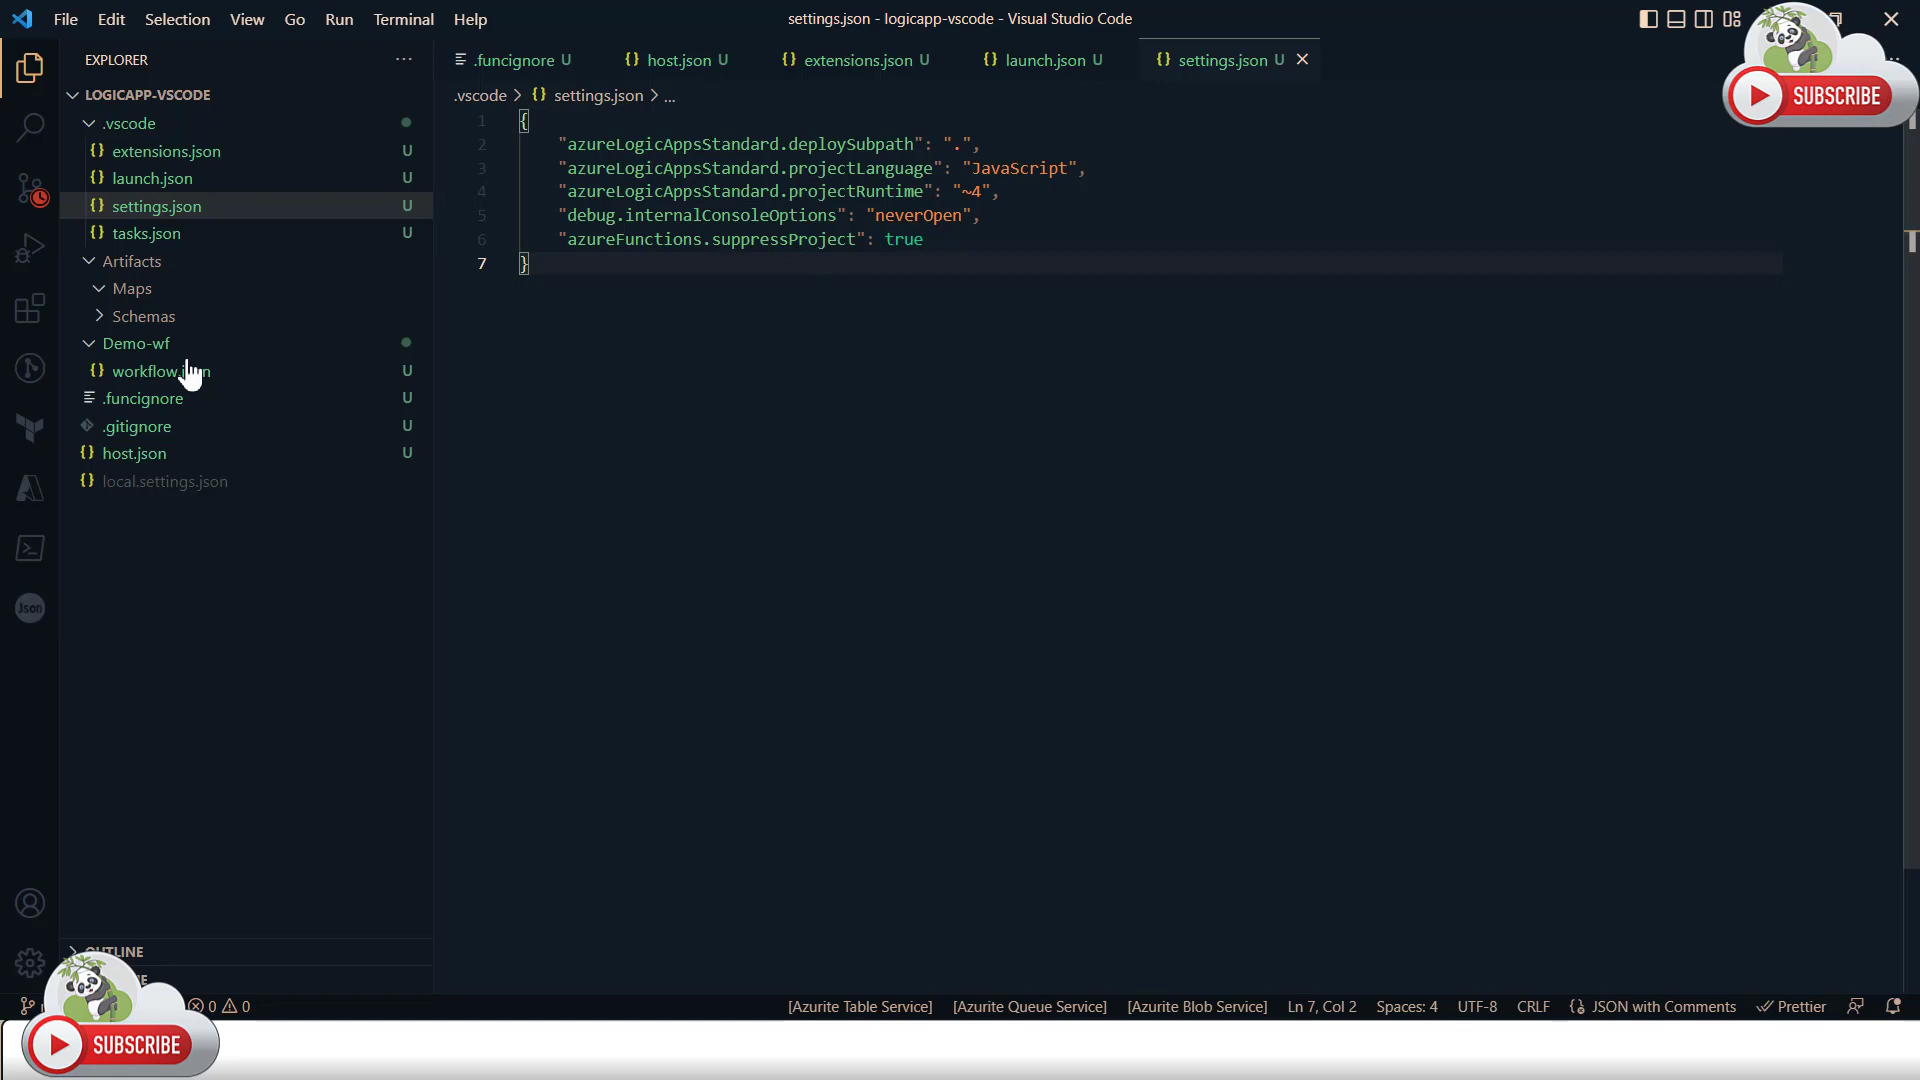 File Edit Selection View Go Run Terminal Help
settings.json - logicapp-vscode - Visual Studio Code
SUBSCRIBE
EXPLORER
LOGICAPP-VSCODE
.vscode
extensions.json U
launch.json U
settings.json U
tasks.json U
Artifacts
Maps
Schemas
Demo-wf
U
.funcignore U
.gitignore U
host.json U
local.settings.json
OUTLINE
.funcignore U
host.json U
extensions.json U
launch.json U
settings.json U
.vscode > settings.json > ...
1 {
2 "azureLogicAppsStandard.deploySubpath": ".",
3 "azureLogicAppsStandard.projectLanguage": "JavaScript",
4 "azureLogicAppsStandard.projectRuntime": "~4",
5 "debug.internalConsoleOptions": "neverOpen",
6 "azureFunctions.suppressProject": true
7 }
Json
0 0
[Azurite Table Service] [Azurite Queue Service] [Azurite Blob Service] Ln 7, Col 2 Spaces: 4 UTF-8 CRLF {} JSON with Comments Prettier
SUBSCRIBE